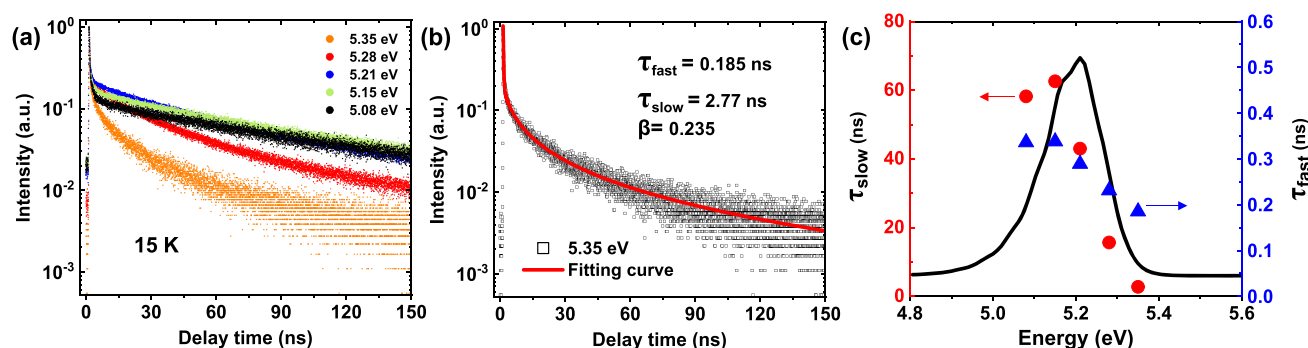 (a)
10⁰
10⁻¹
10⁻²
10⁻³
Intensity (a.u.)
5.35 eV
5.28 eV
5.21 eV
5.15 eV
5.08 eV
15 K
0 30 60 90 120 150
Delay time (ns)
(b)
10⁰
10⁻¹
10⁻²
10⁻³
Intensity (a.u.)
τfast = 0.185 ns
τslow = 2.77 ns
β= 0.235
5.35 eV
Fitting curve
0 30 60 90 120 150
Delay time (ns)
(c)
80
60
40
20
0
τslow (ns)
0.6
0.5
0.4
0.3
0.2
0.1
0.0
τfast (ns)
4.8 5.0 5.2 5.4 5.6
Energy (eV)